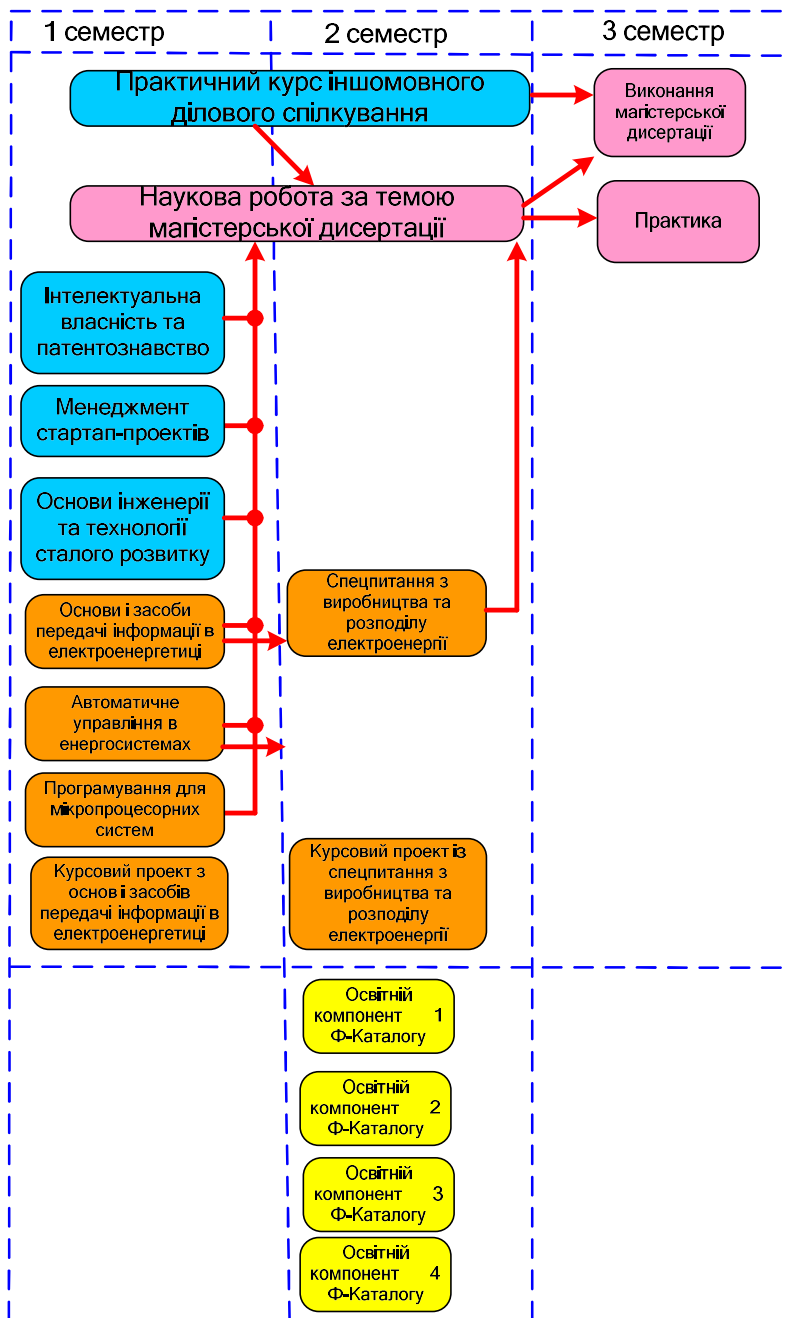 1 семестр
2 семестр
3 семестр
Практичний курс іншомовного
ділового спілкування
Виконання
магістерської
дисертації
Наукова робота за темою
магістерської дисертації
Практика
Інтелектуальна
власність та
патентознавство
Менеджмент
стартап-проектів
Основи інженерії
та технології
сталого розвитку
Основи і засоби
передачі інформації в
електроенергетиці
Спецпитання з
виробництва та
розподілу
електроенергії
Автоматичне
управління в
енергосистемах
Програмування для
мікропроцесорних
систем
Курсовий проект з
основ і засобів
передачі інформації в
електроенергетиці
Курсовий проект із
спецпитання з
виробництва та
розподілу
електроенергії
Освітній
компонент 1
Ф-Каталогу
Освітній
компонент 2
Ф-Каталогу
Освітній
компонент 3
Ф-Каталогу
Освітній
компонент 4
Ф-Каталогу